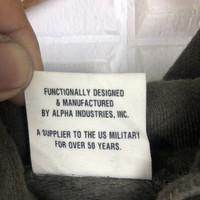 FUNCTIONALLY DESIGNED
& MANUFACTURED
BY ALPHA INDUSTRIES, INC.
A SUPPLIER TO THE US MILITARY
FOR OVER 50 YEARS.